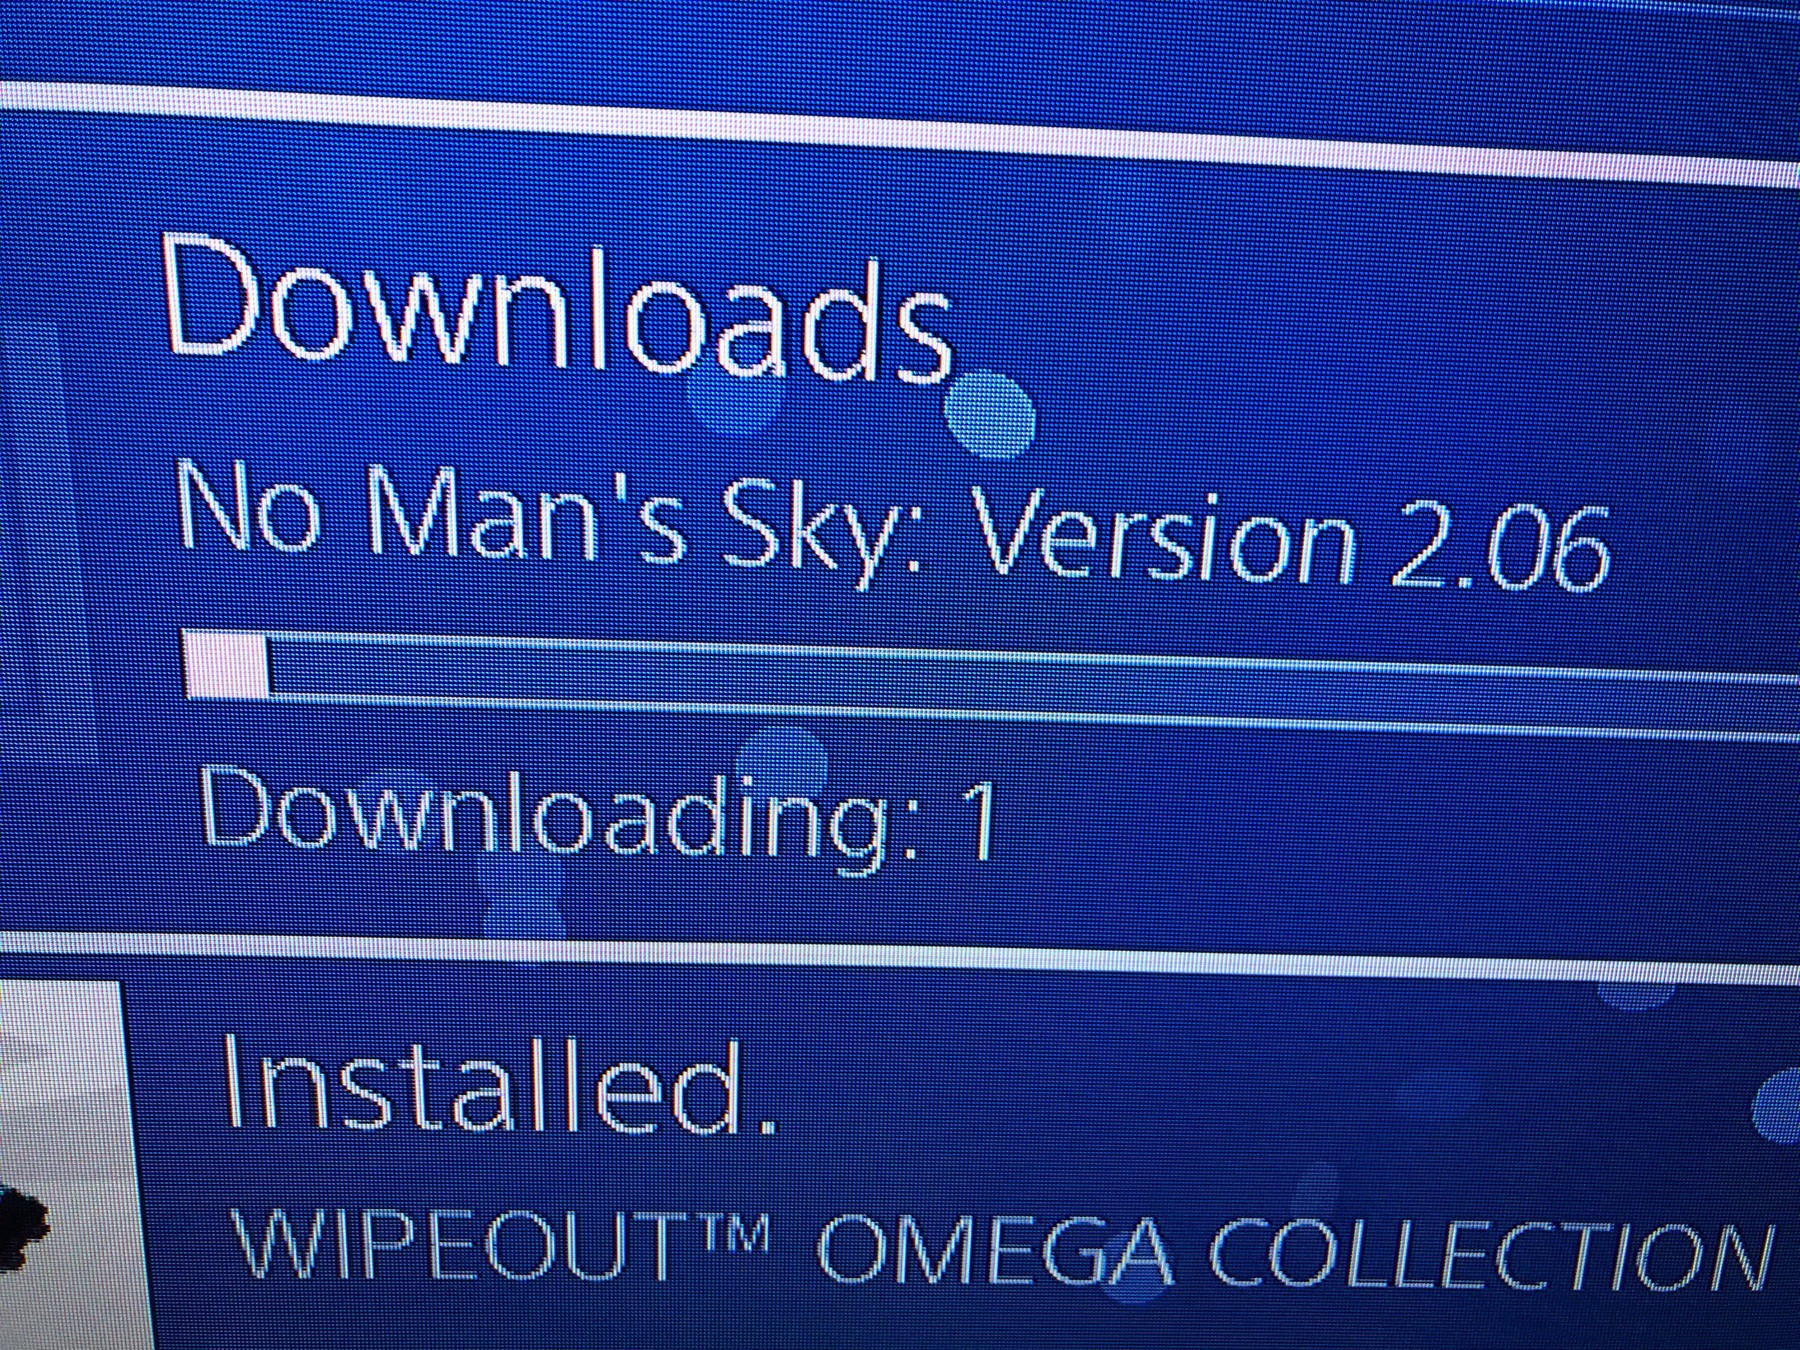 Downloads
No Man's Sky: Version 2.06
Downloading: 1
Installed.
WIPEOUT™ OMEGA COLLECTION